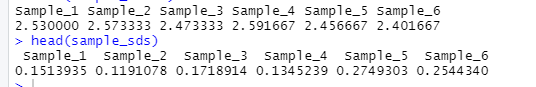 Sample_1 Sample_2 Sample_3 Sample_4 Sample_5 Sample_6
2.530000 2.573333 2.473333 2.591667 2.456667 2.401667
> head(sample_sds)
Sample_1 Sample_2 Sample_3 Sample_4 Sample_5 Sample_6
0.1513935 0.1191078 0.1718914 0.1345239 0.2749303 0.2544340
>